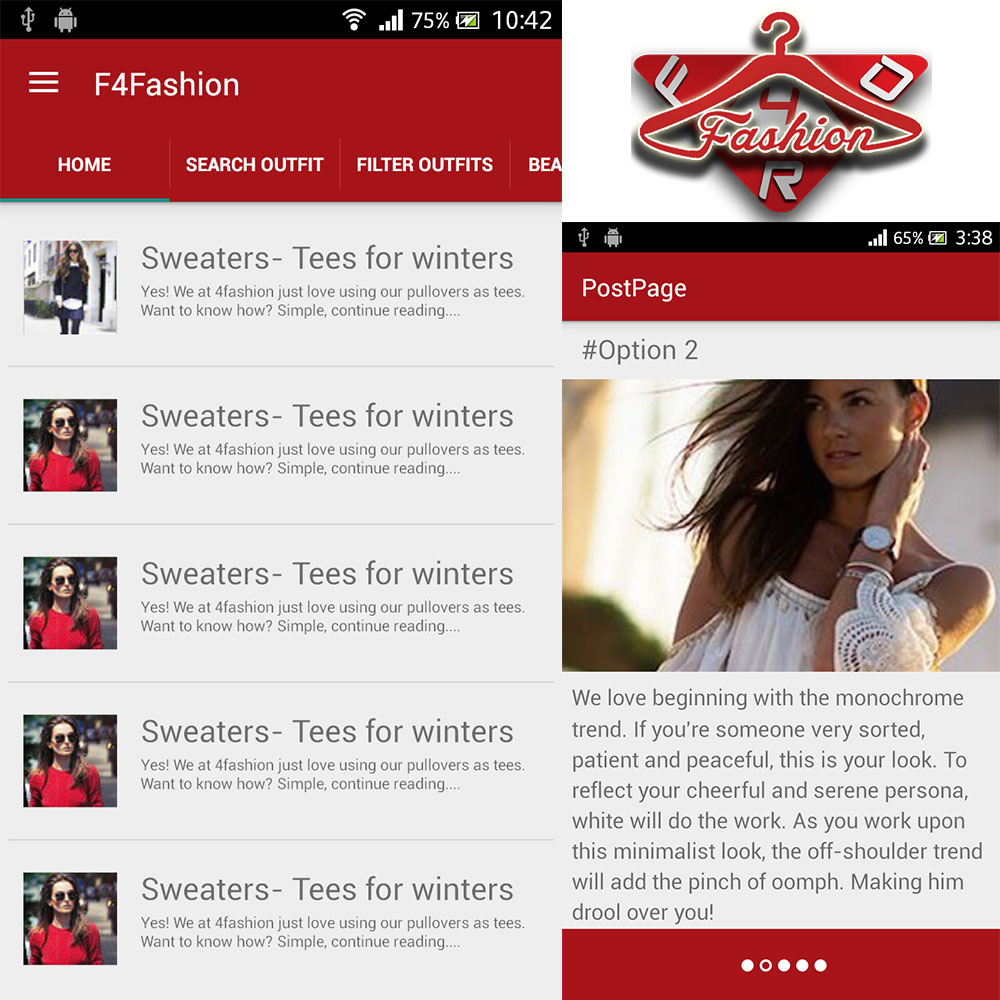 75% 10:42
F4Fashion
HOME SEARCH OUTFIT FILTER OUTFITS BEA
Sweaters- Tees for winters
Yes! We at 4fashion just love using our pullovers as tees.
Want to know how? Simple, continue reading....
Sweaters- Tees for winters
Yes! We at 4fashion just love using our pullovers as tees.
Want to know how? Simple, continue reading....
Sweaters- Tees for winters
Yes! We at 4fashion just love using our pullovers as tees.
Want to know how? Simple, continue reading....
Sweaters- Tees for winters
Yes! We at 4fashion just love using our pullovers as tees.
Want to know how? Simple, continue reading....
Sweaters- Tees for winters
Yes! We at 4fashion just love using our pullovers as tees.
Want to know how? Simple, continue reading....
F O
4
Fashion
R
65% 3:38
PostPage
#Option 2
We love beginning with the monochrome
trend. If you're someone very sorted,
patient and peaceful, this is your look. To
reflect your cheerful and serene persona,
white will do the work. As you work upon
this minimalist look, the off-shoulder trend
will add the pinch of oomph. Making him
drool over you!